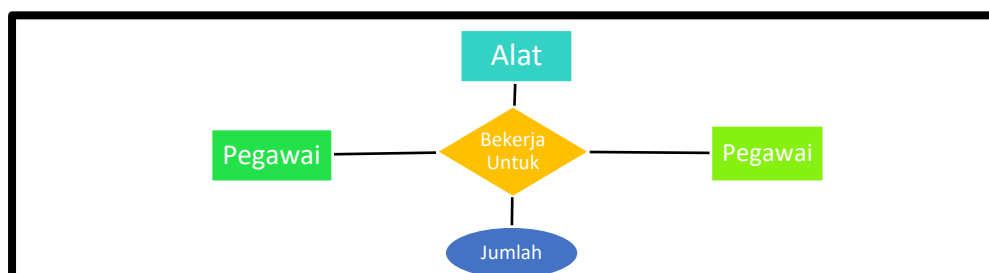 Alat
Pegawai
Bekerja
Untuk
Pegawai
Jumlah